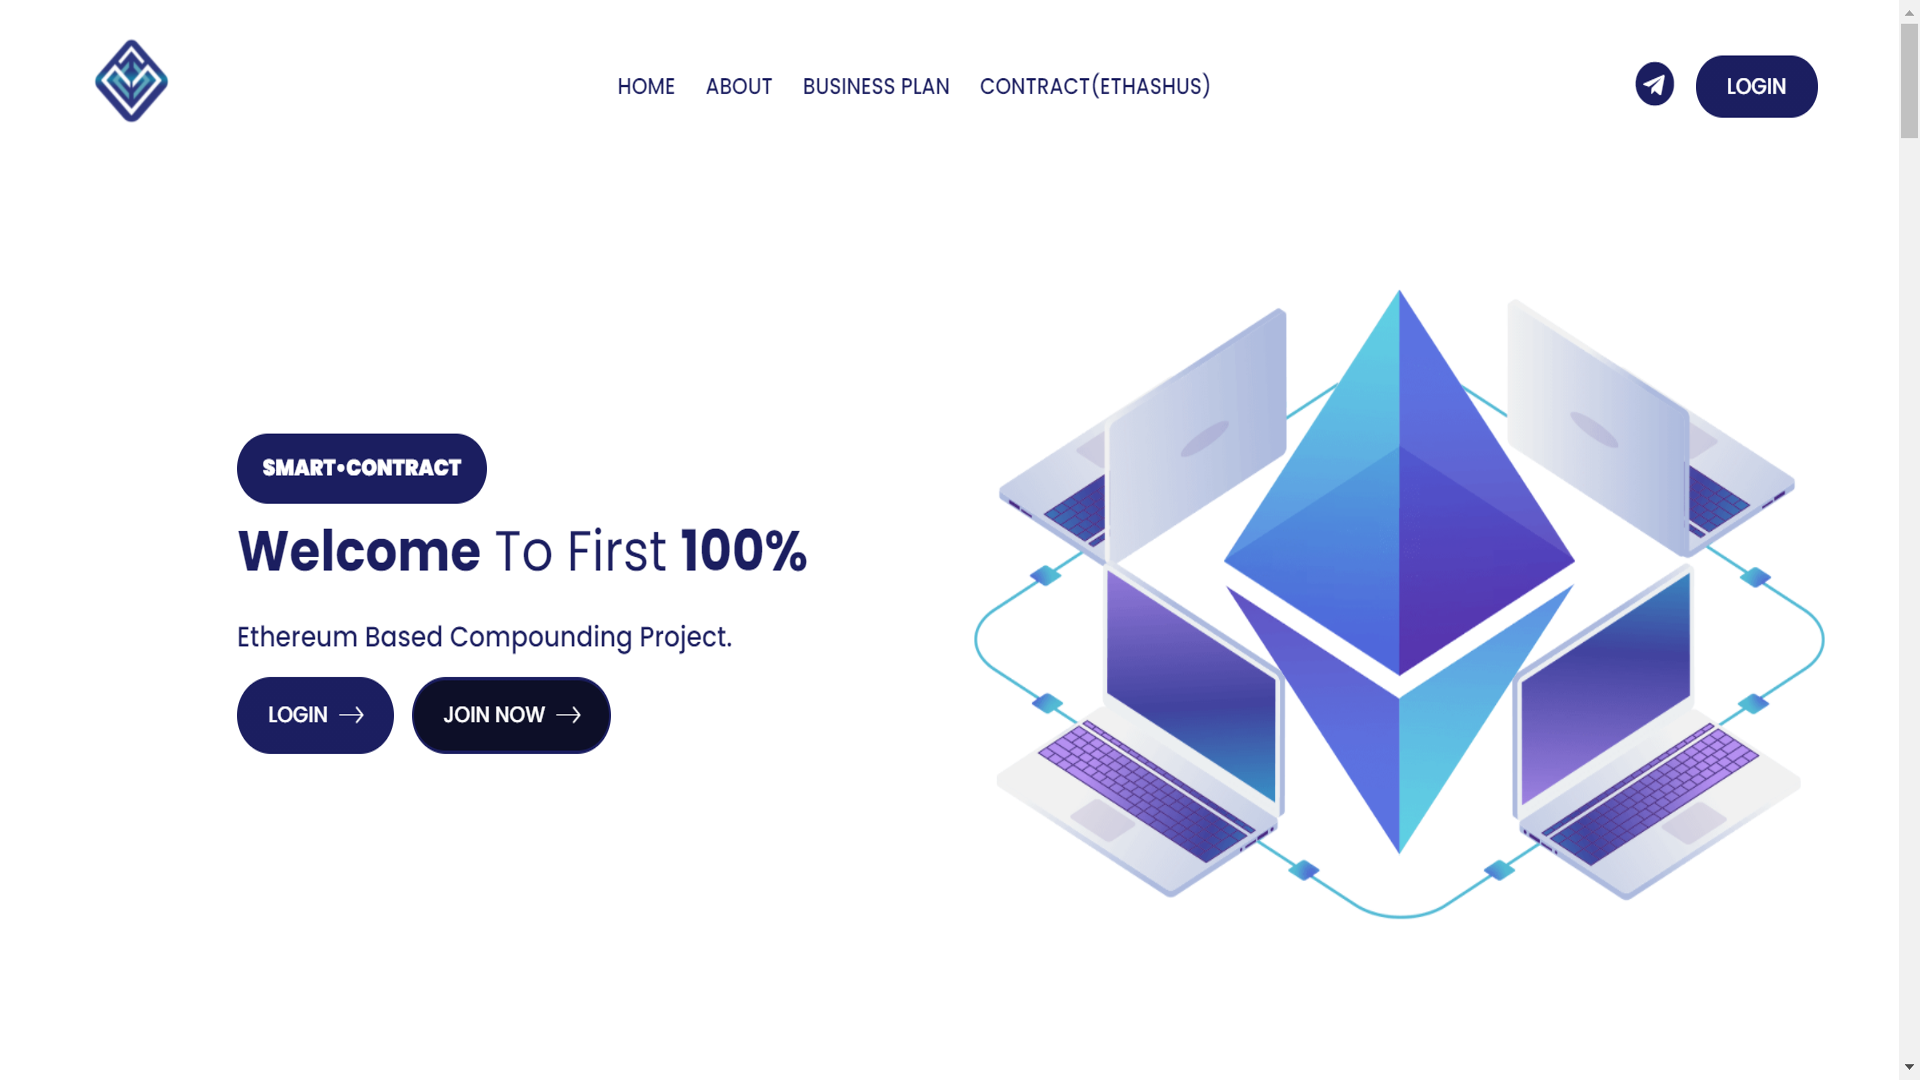 HOME ABOUT BUSINESS PLAN CONTRACT(ETHASHUS) LOGIN
SMART•CONTRACT
Welcome To First 100%
Ethereum Based Compounding Project.
LOGIN JOIN NOW